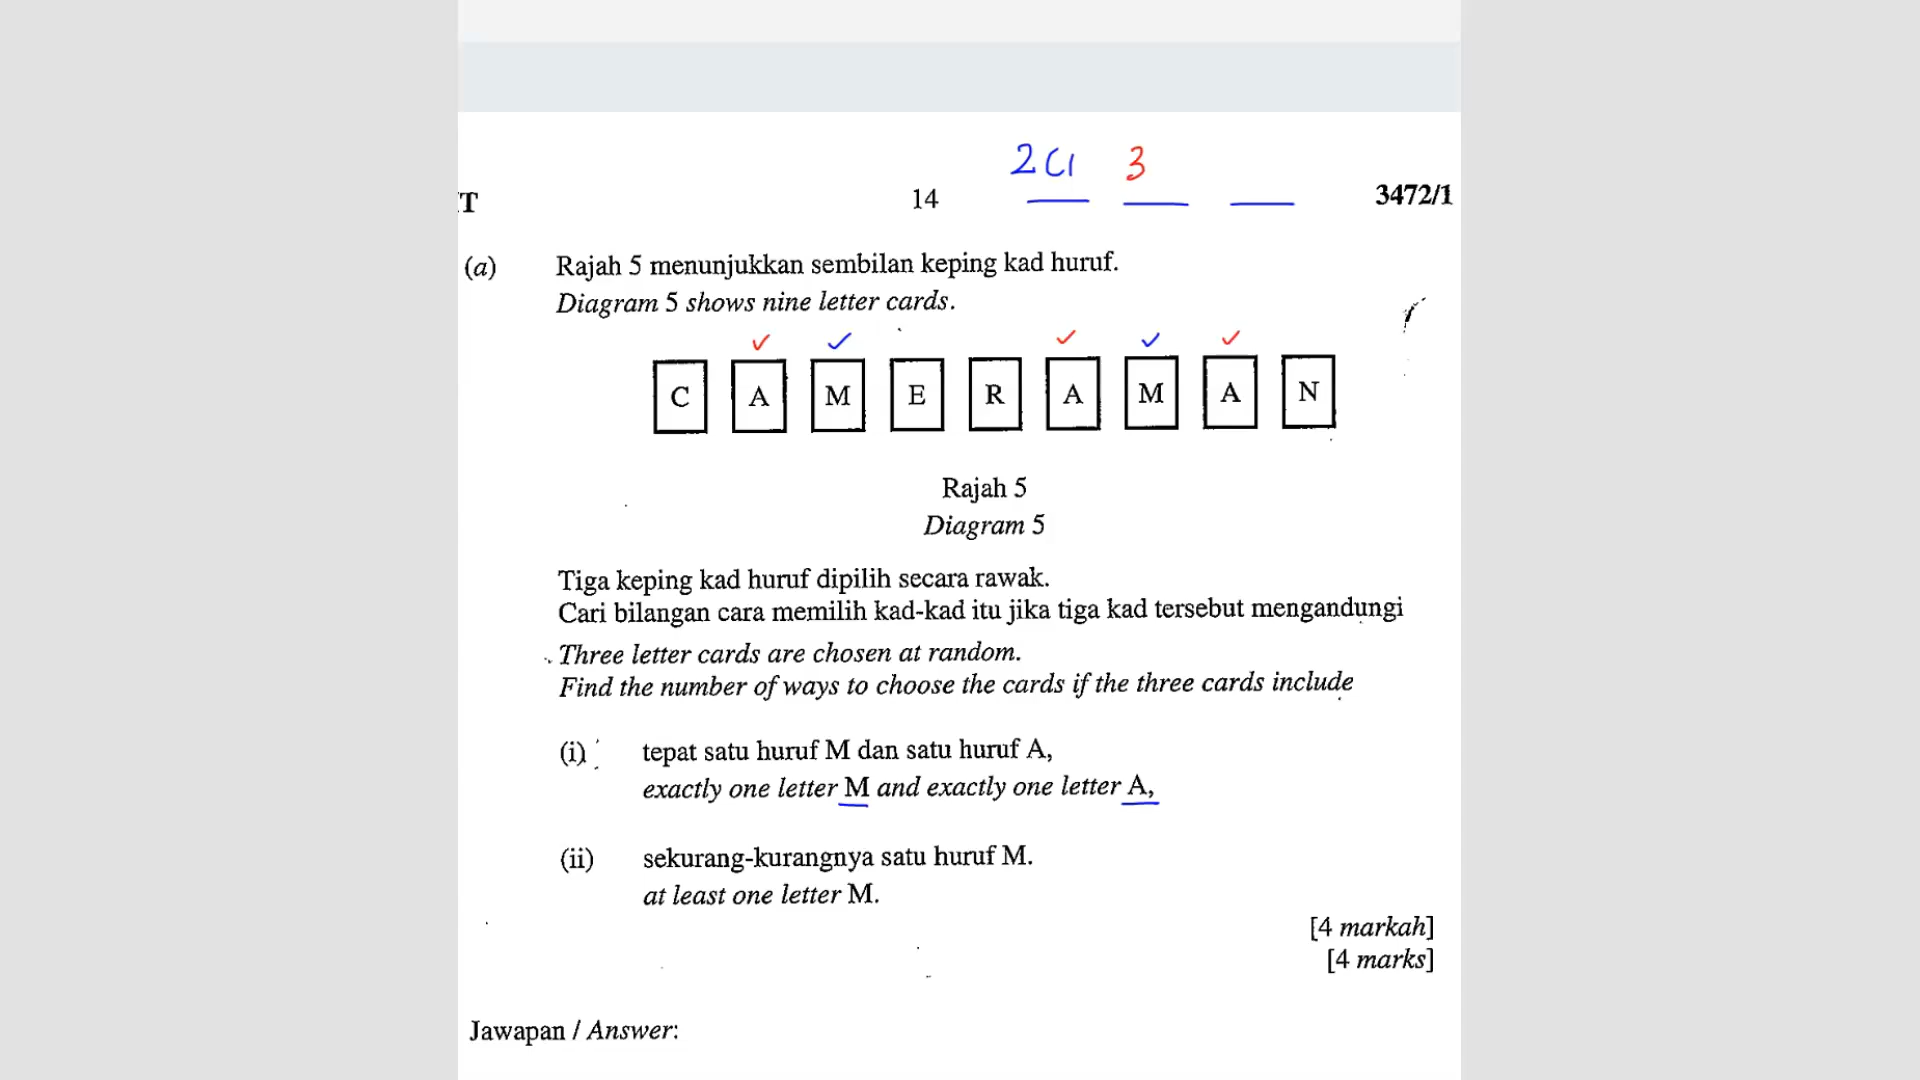 2C1 3
T 14 3472/1
(a) Rajah 5 menunjukkan sembilan keping kad huruf.
Diagram 5 shows nine letter cards.
C A M E R A M A N
Rajah 5
Diagram 5
Tiga keping kad huruf dipilih secara rawak.
Cari bilangan cara memilih kad-kad itu jika tiga kad tersebut mengandungi
Three letter cards are chosen at random.
Find the number of ways to choose the cards if the three cards include
(i) tepat satu huruf M dan satu huruf A,
exactly one letter M and exactly one letter A,
(ii) sekurang-kurangnya satu huruf M.
at least one letter M.
[4 markah]
[4 marks]
Jawapan / Answer: